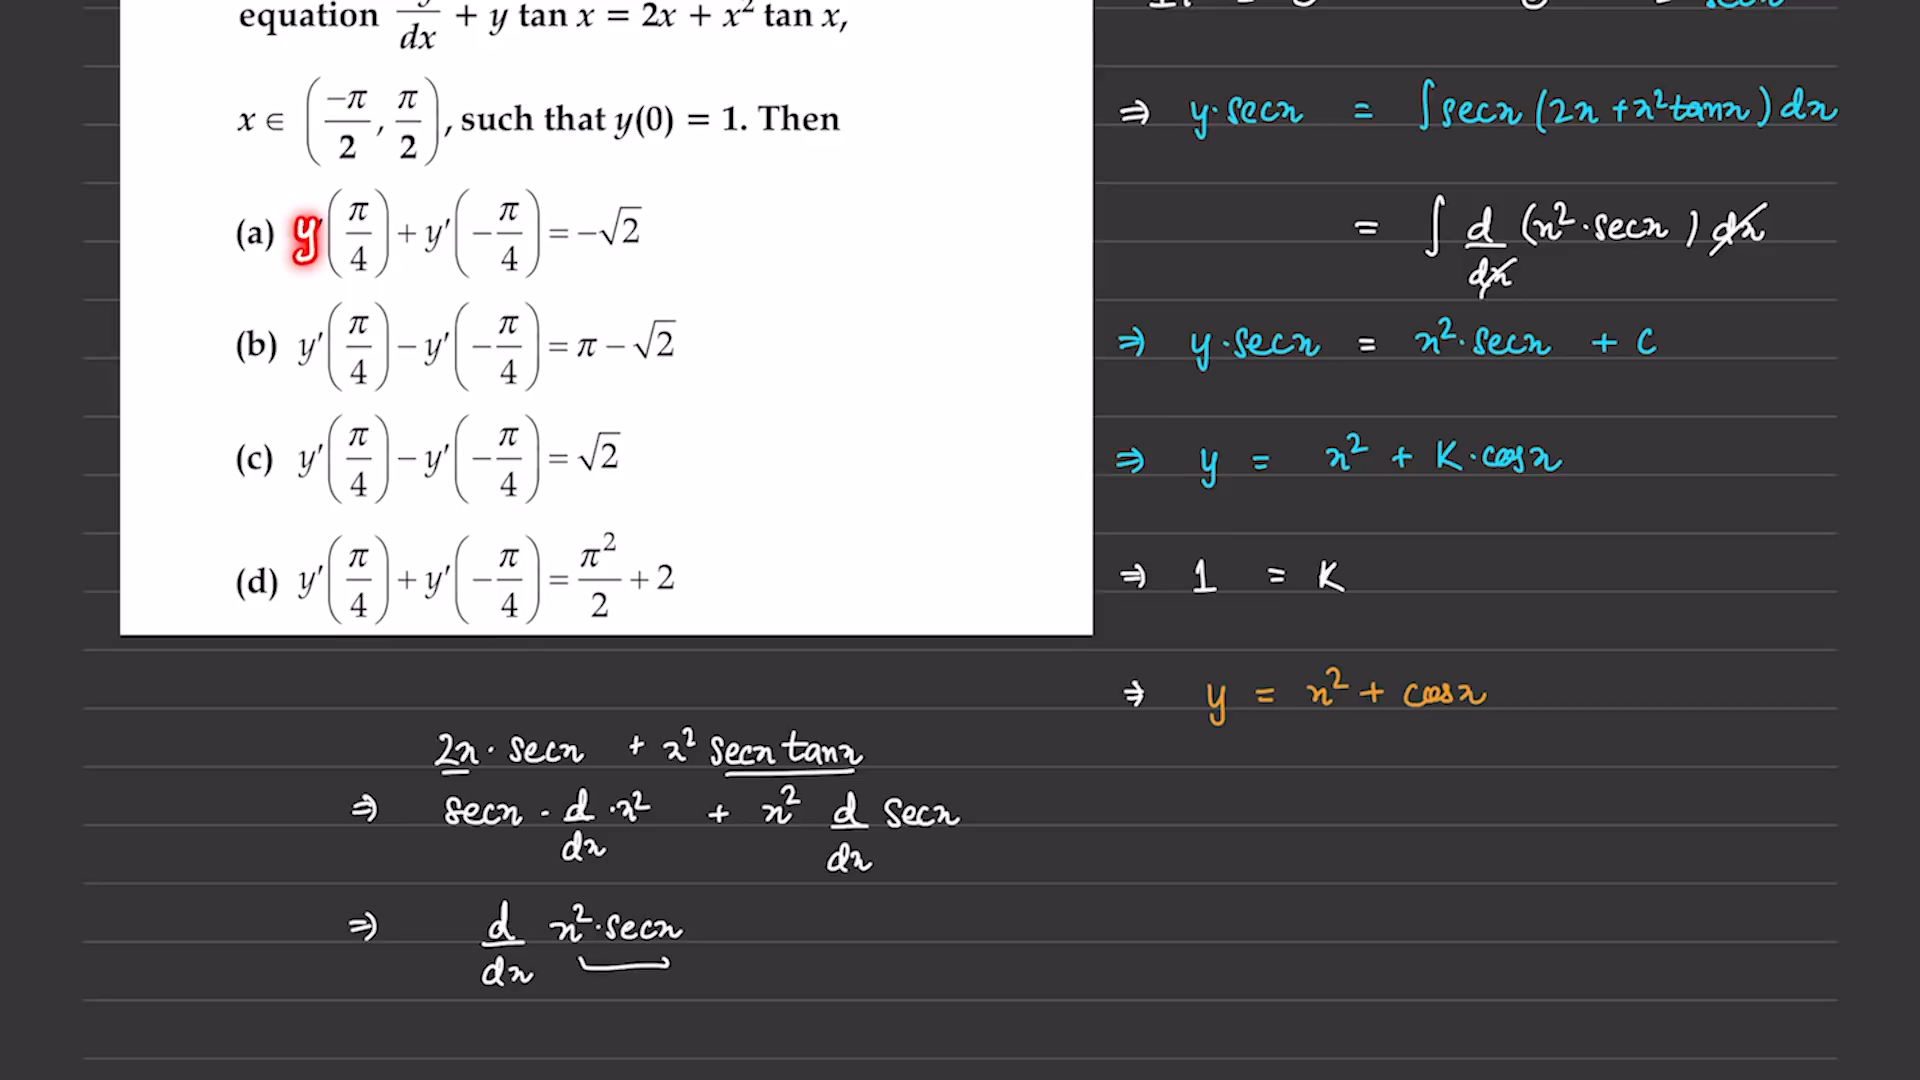 equation dy/dx + y tan x = 2x + x² tan x,
x ∈ (−π/2, π/2), such that y(0) = 1. Then
(a) y′(π/4) + y′(−π/4) = −√2
(b) y′(π/4) − y′(−π/4) = π − √2
(c) y′(π/4) − y′(−π/4) = √2
(d) y′(π/4) + y′(−π/4) = π²/2 + 2
⇒ y·secx = ∫secx (2x + x²tanx) dx
= ∫ d/dx (x²·secx) dx
⇒ y·secx = x²·secx + c
⇒ y = x² + K·cosx
⇒ 1 = K
⇒ y = x² + cosx
2x·secx + x² secx tanx
⇒ secx · d/dx · x² + x² d/dx secx
⇒ d/dx x²·secx